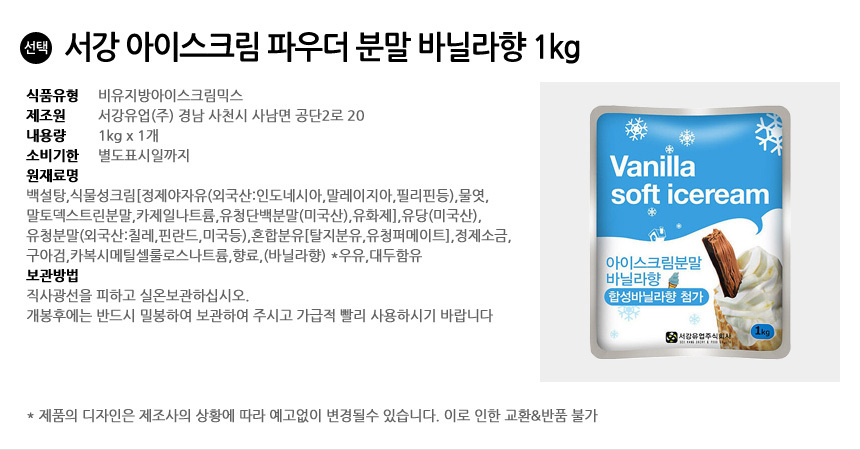 선택 서강 아이스크림 파우더 분말 바닐라향 1kg
식품유형 비유지방아이스크림믹스
제조원 서강유업(주) 경남 사천시 사남면 공단2로 20
내용량 1kg x 1개
소비기한 별도표시일까지
원재료명
백설탕,식물성크림[정제야자유(외국산:인도네시아,말레이지아,필리핀등),물엿,
말토덱스트린분말,카제일나트륨,유청단백분말(미국산),유화제],유당(미국산),
유청분말(외국산:칠레,핀란드,미국등),혼합분유[탈지분유,유청퍼메이트],정제소금,
구아검,카복시메틸셀룰로스나트륨,향료,(바닐라향) *우유,대두함유
보관방법
직사광선을 피하고 실온보관하십시오.
개봉후에는 반드시 밀봉하여 보관하여 주시고 가급적 빨리 사용하시기 바랍니다
Vanilla
soft iceream
아이스크림분말
바닐라향
합성바닐라향 첨가
1kg
서강유업주식회사
* 제품의 디자인은 제조사의 상황에 따라 예고없이 변경될수 있습니다. 이로 인한 교환&반품 불가